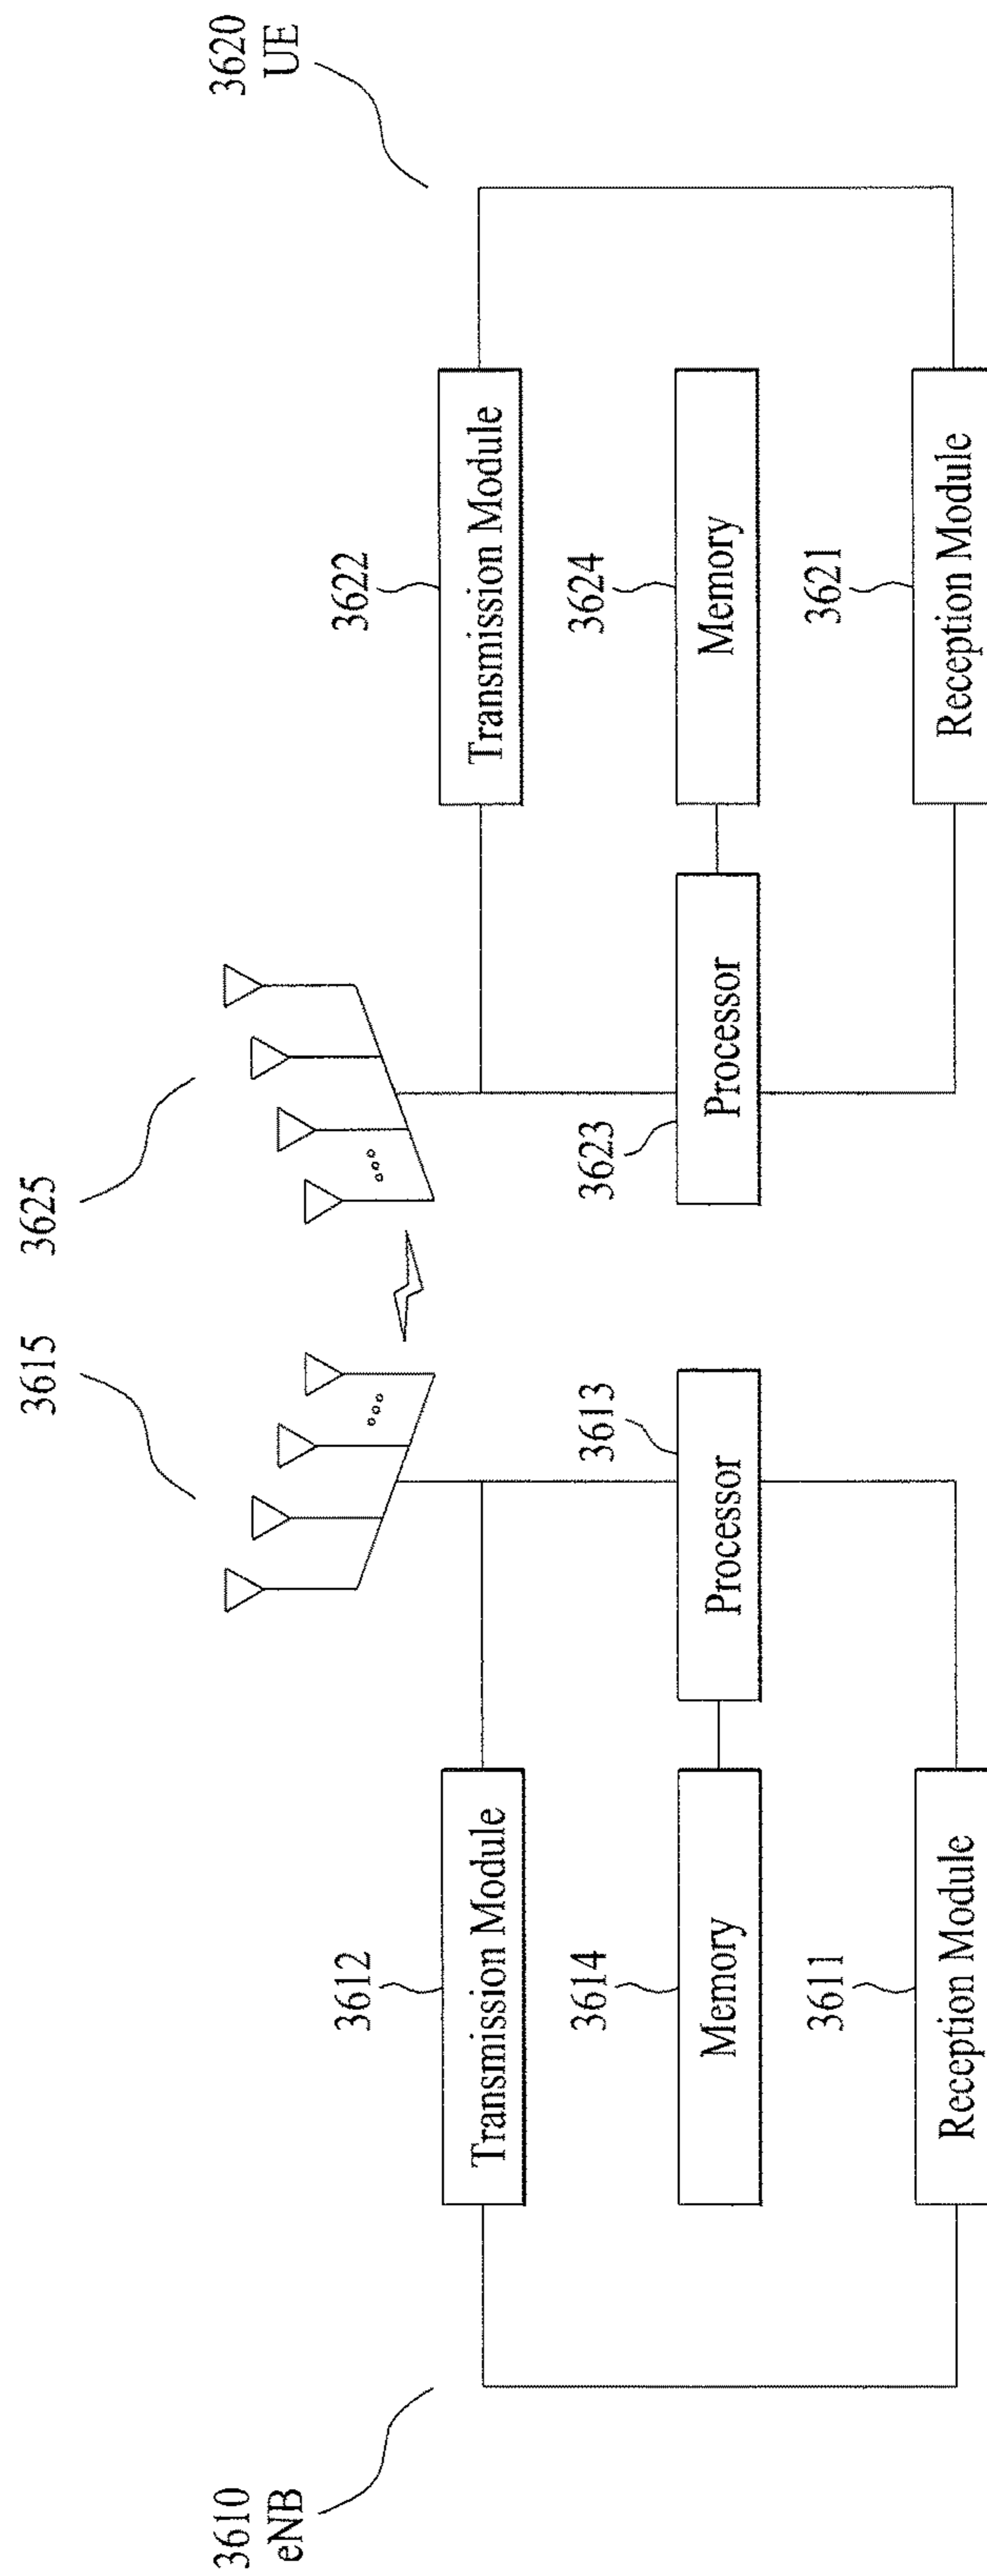 3615
3625
3610
eNB
3620
UE
3612
Transmission Module
3622
Transmission Module
3614
Memory
3613
Processor
3623
Processor
3624
Memory
3611
Reception Module
3621
Reception Module